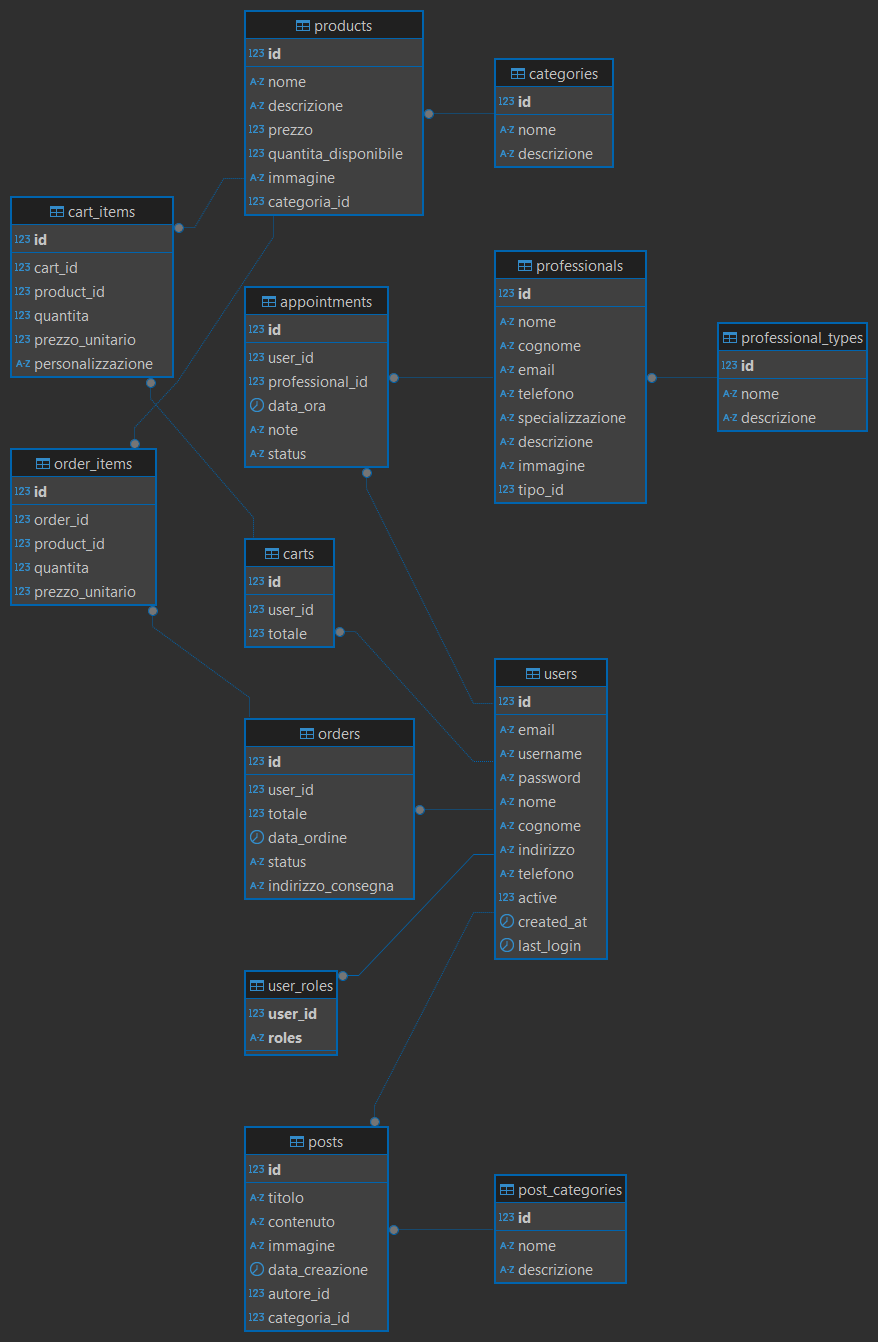 products
123 id
A-Z nome
A-Z descrizione
123 prezzo
123 quantita_disponibile
A-Z immagine
123 categoria_id
categories
123 id
A-Z nome
A-Z descrizione
cart_items
123 id
123 cart_id
123 product_id
123 quantita
123 prezzo_unitario
A-Z personalizzazione
appointments
123 id
123 user_id
123 professional_id
data_ora
A-Z note
A-Z status
professionals
123 id
A-Z nome
A-Z cognome
A-Z email
A-Z telefono
A-Z specializzazione
A-Z descrizione
A-Z immagine
123 tipo_id
professional_types
123 id
A-Z nome
A-Z descrizione
order_items
123 id
123 order_id
123 product_id
123 quantita
123 prezzo_unitario
carts
123 id
123 user_id
123 totale
orders
123 id
123 user_id
123 totale
data_ordine
A-Z status
A-Z indirizzo_consegna
users
123 id
A-Z email
A-Z username
A-Z password
A-Z nome
A-Z cognome
A-Z indirizzo
A-Z telefono
123 active
created_at
last_login
user_roles
123 user_id
A-Z roles
posts
123 id
A-Z titolo
A-Z contenuto
A-Z immagine
data_creazione
123 autore_id
123 categoria_id
post_categories
123 id
A-Z nome
A-Z descrizione